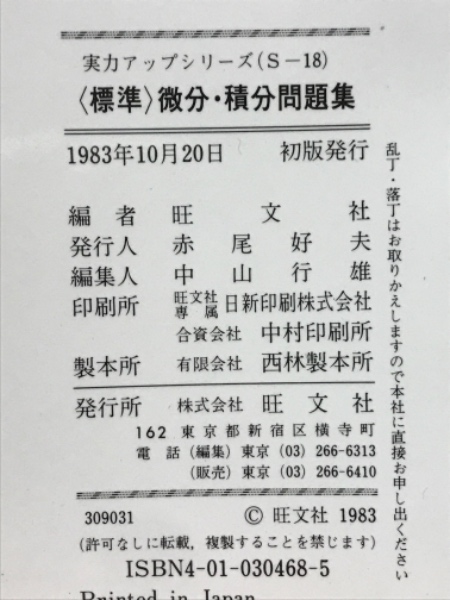 実力アップシリーズ(S−18)
〈標準〉微分・積分問題集
1983年10月20日 初版発行
編者 旺文社
発行人 赤尾好夫
編集人 中山行雄
印刷所 旺文社専属 日新印刷株式会社
合資会社 中村印刷所
製本所 有限会社 西林製本所
発行所 株式会社 旺文社
162 東京都新宿区横寺町
電話 (編集) 東京 (03) 266-6313
(販売) 東京 (03) 266-6410
309031 © 旺文社 1983
(許可なしに転載，複製することを禁じます)
ISBN4-01-030468-5
Printed in Japan
乱丁・落丁はお取りかえしますので本社に直接お申し出ください